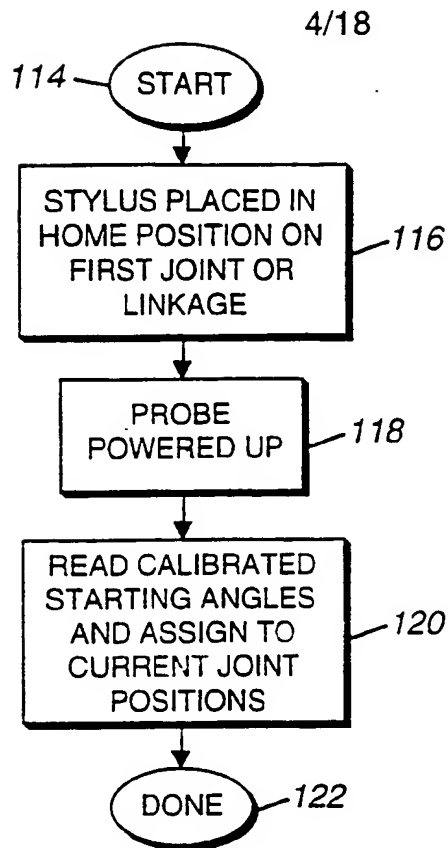 4/18
114
START
STYLUS PLACED IN
HOME POSITION ON
FIRST JOINT OR
LINKAGE
116
PROBE
POWERED UP
118
READ CALIBRATED
STARTING ANGLES
AND ASSIGN TO
CURRENT JOINT
POSITIONS
120
DONE
122